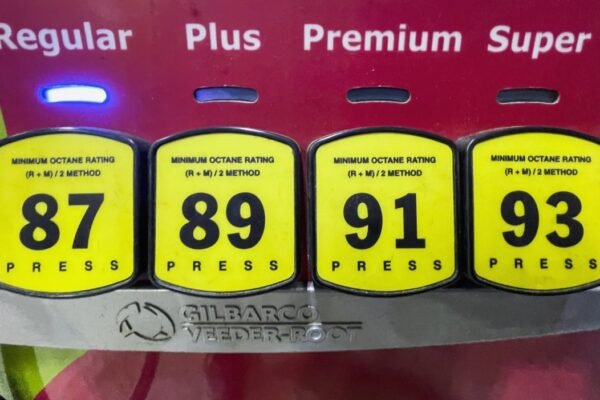 Regular Plus Premium Super
MINIMUM OCTANE RATING
(R + M) / 2 METHOD
87
PRESS
MINIMUM OCTANE RATING
(R + M) / 2 METHOD
89
PRESS
MINIMUM OCTANE RATING
(R + M) / 2 METHOD
91
PRESS
MINIMUM OCTANE RATING
(R + M) / 2 METHOD
93
PRESS
GILBARCO
VEEDER-ROOT